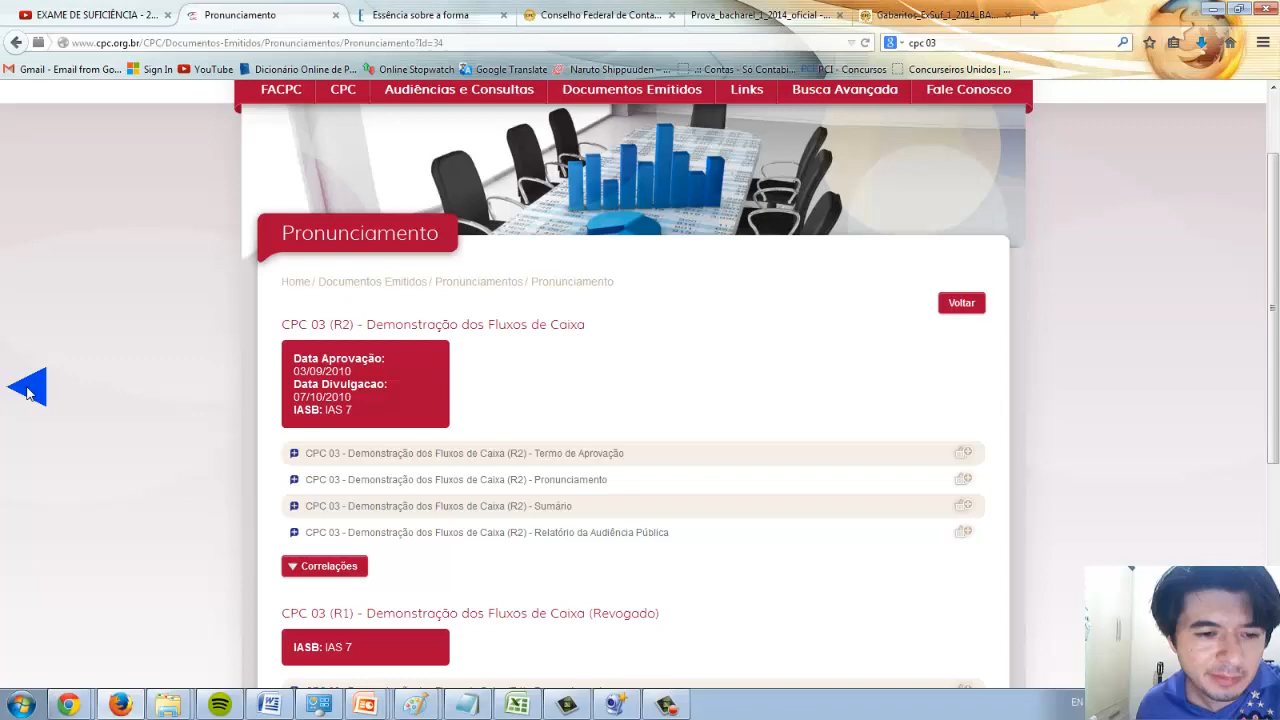 EXAME DE SUFICIÊNCIA - 2...
Pronunciamento
Essência sobre a forma
Conselho Federal de Conta...
Prova_bacharel_1_2014_oficial -...
Gabaritos_ExSuf_1_2014_BA...
www.cpc.org.br/CPC/Documentos-Emitidos/Pronunciamentos/Pronunciamento?Id=34
cpc 03
Gmail - Email from G...
Sign In
YouTube
Dicionário Online de P...
Online Stopwatch
Google Translate
Naruto Shippuuden – ...
.: Contas - Só Contábi...
PCI - Concursos
Concurseiros Unidos | ...
FACPC
CPC
Audiências e Consultas
Documentos Emitidos
Links
Busca Avançada
Fale Conosco
Pronunciamento
Home / Documentos Emitidos / Pronunciamentos / Pronunciamento
Voltar
CPC 03 (R2) - Demonstração dos Fluxos de Caixa
Data Aprovação:
03/09/2010
Data Divulgacao:
07/10/2010
IASB: IAS 7
CPC 03 - Demonstração dos Fluxos de Caixa (R2) - Termo de Aprovação
CPC 03 - Demonstração dos Fluxos de Caixa (R2) - Pronunciamento
CPC 03 - Demonstração dos Fluxos de Caixa (R2) - Sumário
CPC 03 - Demonstração dos Fluxos de Caixa (R2) - Relatório da Audiência Pública
Correlações
CPC 03 (R1) - Demonstração dos Fluxos de Caixa (Revogado)
IASB: IAS 7
EN